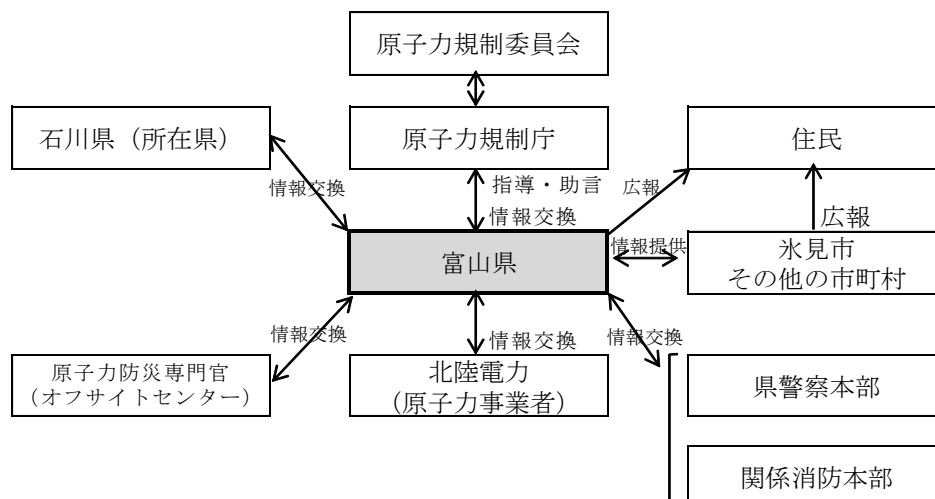 原子力規制委員会
石川県（所在県）
原子力規制庁
住民
情報交換
指導・助言
広報
情報交換
広報
富山県
情報提供
氷見市
その他の市町村
情報交換
情報交換
情報交換
原子力防災専門官
（オフサイトセンター）
北陸電力
（原子力事業者）
県警察本部
関係消防本部